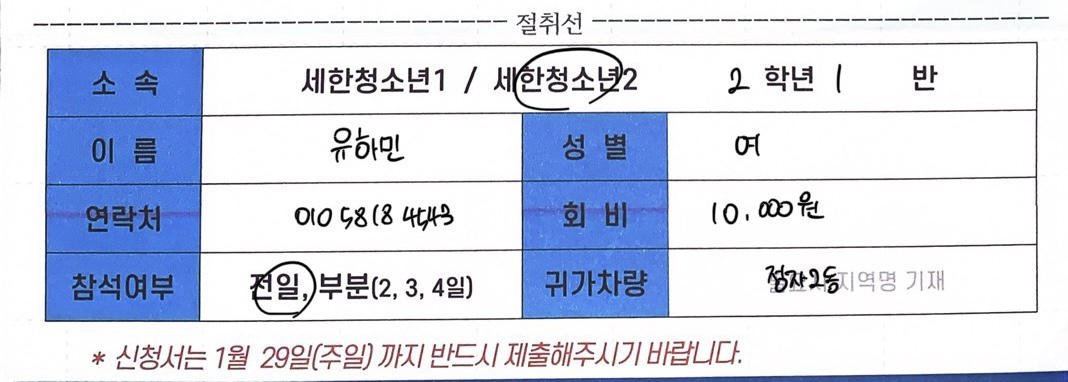 절취선
소 속 세한청소년1 / 세한청소년2 2 학년 1 반
이 름 유하민 성 별 여
연락처 010 5818 4543 회 비 10,000원
참석여부 전일, 부분(2, 3, 4일) 귀가차량 정자2동 지역명 기재
* 신청서는 1월 29일(주일) 까지 반드시 제출해주시기 바랍니다.